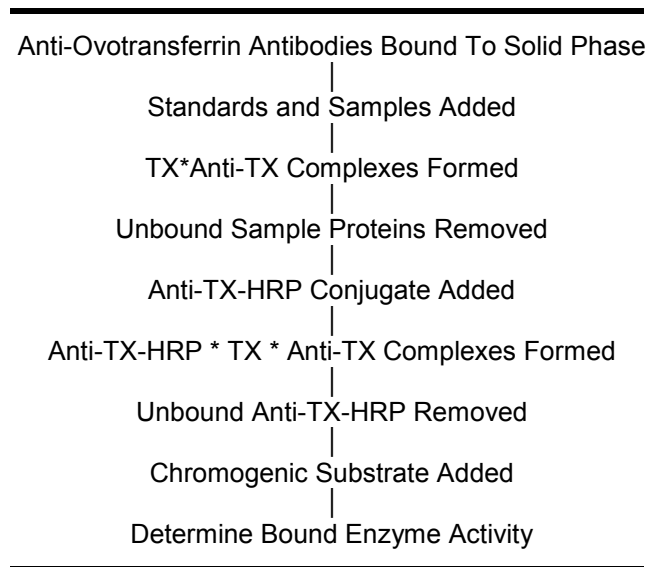 Anti-Ovotransferrin Antibodies Bound To Solid Phase
Standards and Samples Added
TX*Anti-TX Complexes Formed
Unbound Sample Proteins Removed
Anti-TX-HRP Conjugate Added
Anti-TX-HRP * TX * Anti-TX Complexes Formed
Unbound Anti-TX-HRP Removed
Chromogenic Substrate Added
Determine Bound Enzyme Activity